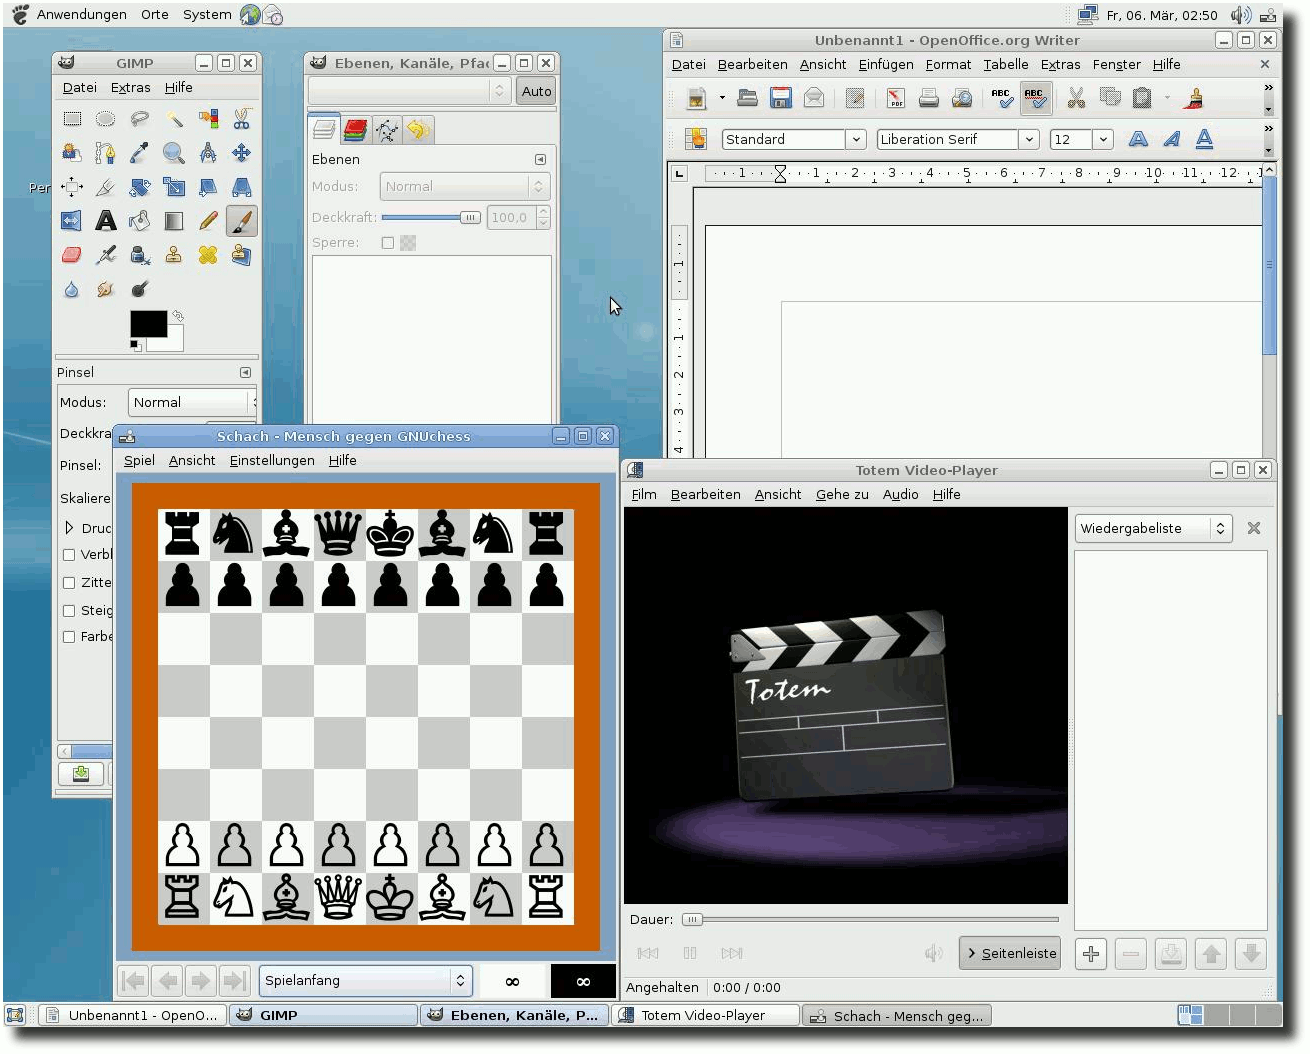 Anwendungen Orte System Fr, 06. Mär, 02:50
GIMP
Datei Extras Hilfe
Pinsel
Modus: Normal
Deckkra
Pinsel:
Skaliere
Druc
Verbl
Zitte
Steig
Farbe
Ebenen, Kanäle, Pfad
Auto
Ebenen
Modus: Normal
Deckkraft: 100,0
Sperre:
Per
Unbenannt1 - OpenOffice.org Writer
Datei Bearbeiten Ansicht Einfügen Format Tabelle Extras Fenster Hilfe
PDF ABC ABC
Standard Liberation Serif 12 A A A
1 1 2 3 4 5 6 7 8 9 10 11 12 1
1
1
2
3
4
Schach - Mensch gegen GNUchess
Spiel Ansicht Einstellungen Hilfe
Spielanfang ∞ ∞
Totem Video-Player
Film Bearbeiten Ansicht Gehe zu Audio Hilfe
Wiedergabeliste
Totem
Dauer:
Seitenleiste
Angehalten 0:00 / 0:00
Unbenannt1 - OpenO... GIMP Ebenen, Kanäle, P... Totem Video-Player Schach - Mensch geg...